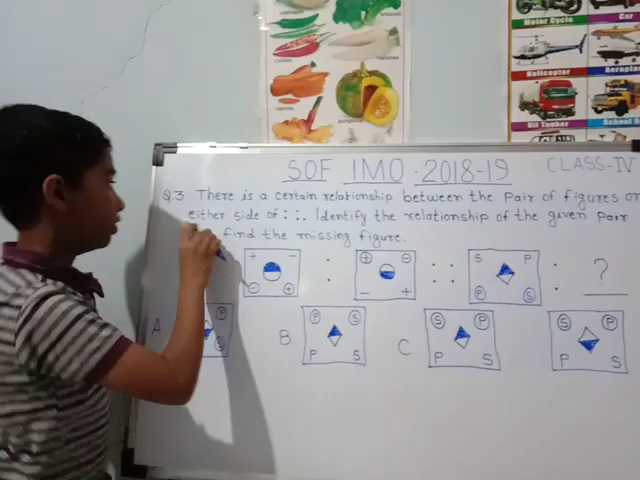 Motor Cycle Car
Helicopter Aeroplane
Oil Tanker School
SOF IMO - 2018-19 CLASS-IV
Q.3 There is a certain relationship between the pair of figures on
either side of : : . Identify the relationship of the given pair
find the missing figure.
+ - + - S P
: : : : ?
- + - + P S
A P S B. P S P S C. S P P S S P P S